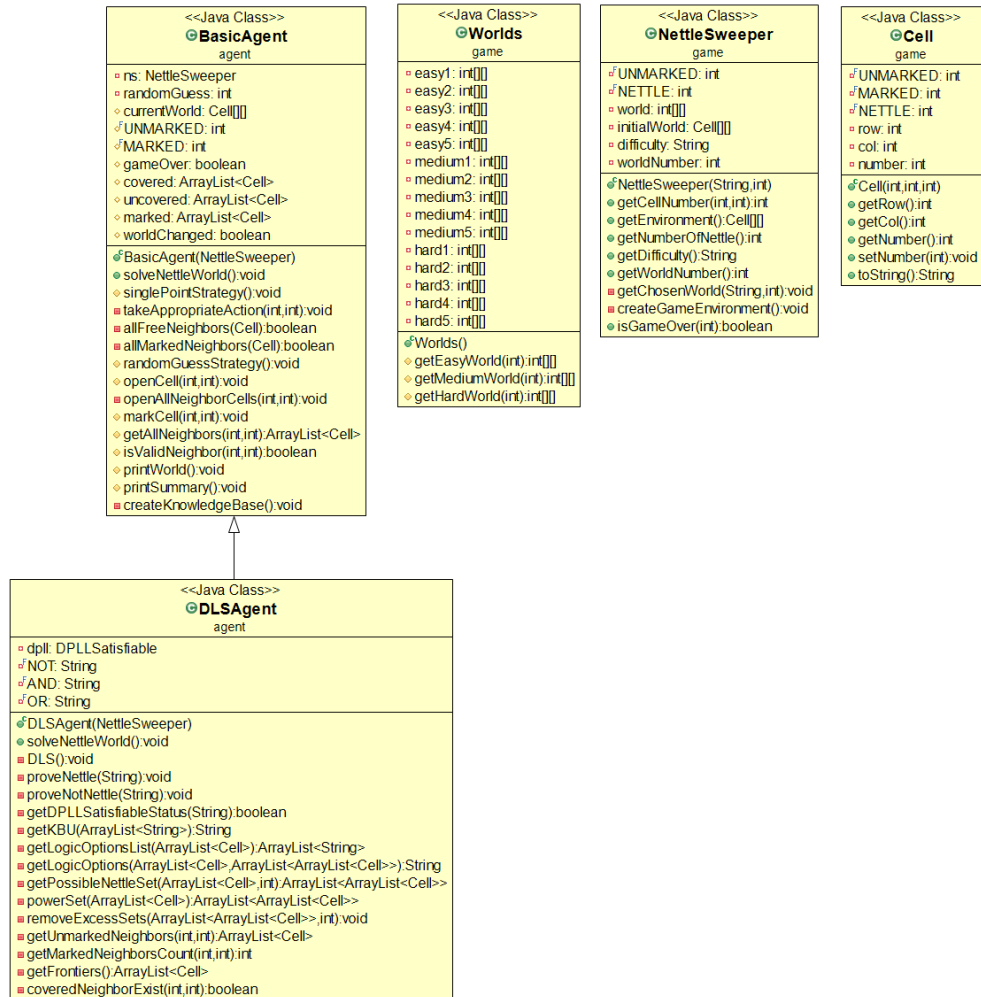 <<Java Class>>
BasicAgent
agent
ns: NettleSweeper
randomGuess: int
currentWorld: Cell[][]
UNMARKED: int
MARKED: int
gameOver: boolean
covered: ArrayList<Cell>
uncovered: ArrayList<Cell>
marked: ArrayList<Cell>
worldChanged: boolean
BasicAgent(NettleSweeper)
solveNettleWorld():void
singlePointStrategy():void
takeAppropriateAction(int,int):void
allFreeNeighbors(Cell):boolean
allMarkedNeighbors(Cell):boolean
randomGuessStrategy():void
openCell(int,int):void
openAllNeighborCells(int,int):void
markCell(int,int):void
getAllNeighbors(int,int):ArrayList<Cell>
isValidNeighbor(int,int):boolean
printWorld():void
printSummary():void
createKnowledgeBase():void
<<Java Class>>
Worlds
game
easy1: int[][]
easy2: int[][]
easy3: int[][]
easy4: int[][]
easy5: int[][]
medium1: int[][]
medium2: int[][]
medium3: int[][]
medium4: int[][]
medium5: int[][]
hard1: int[][]
hard2: int[][]
hard3: int[][]
hard4: int[][]
hard5: int[][]
Worlds()
getEasyWorld(int):int[][]
getMediumWorld(int):int[][]
getHardWorld(int):int[][]
<<Java Class>>
NettleSweeper
game
UNMARKED: int
NETTLE: int
world: int[][]
initialWorld: Cell[][]
difficulty: String
worldNumber: int
NettleSweeper(String,int)
getCellNumber(int,int):int
getEnvironment():Cell[][]
getNumberOfNettle():int
getDifficulty():String
getWorldNumber():int
getChosenWorld(String,int):void
createGameEnvironment():void
isGameOver(int):boolean
<<Java Class>>
Cell
game
UNMARKED: int
MARKED: int
NETTLE: int
row: int
col: int
number: int
Cell(int,int,int)
getRow():int
getCol():int
getNumber():int
setNumber(int):void
toString():String
<<Java Class>>
DLSAgent
agent
dpll: DPLLSatisfiable
NOT: String
AND: String
OR: String
DLSAgent(NettleSweeper)
solveNettleWorld():void
DLS():void
proveNettle(String):void
proveNotNettle(String):void
getDPLLSatisfiableStatus(String):boolean
getKBU(ArrayList<String>):String
getLogicOptionsList(ArrayList<Cell>):ArrayList<String>
getLogicOptions(ArrayList<Cell>,ArrayList<ArrayList<Cell>>):String
getPossibleNettleSet(ArrayList<Cell>,int):ArrayList<ArrayList<Cell>>
powerSet(ArrayList<Cell>):ArrayList<ArrayList<Cell>>
removeExcessSets(ArrayList<ArrayList<Cell>>,int):void
getUnmarkedNeighbors(int,int):ArrayList<Cell>
getMarkedNeighborsCount(int,int):int
getFrontiers():ArrayList<Cell>
coveredNeighborExist(int,int):boolean